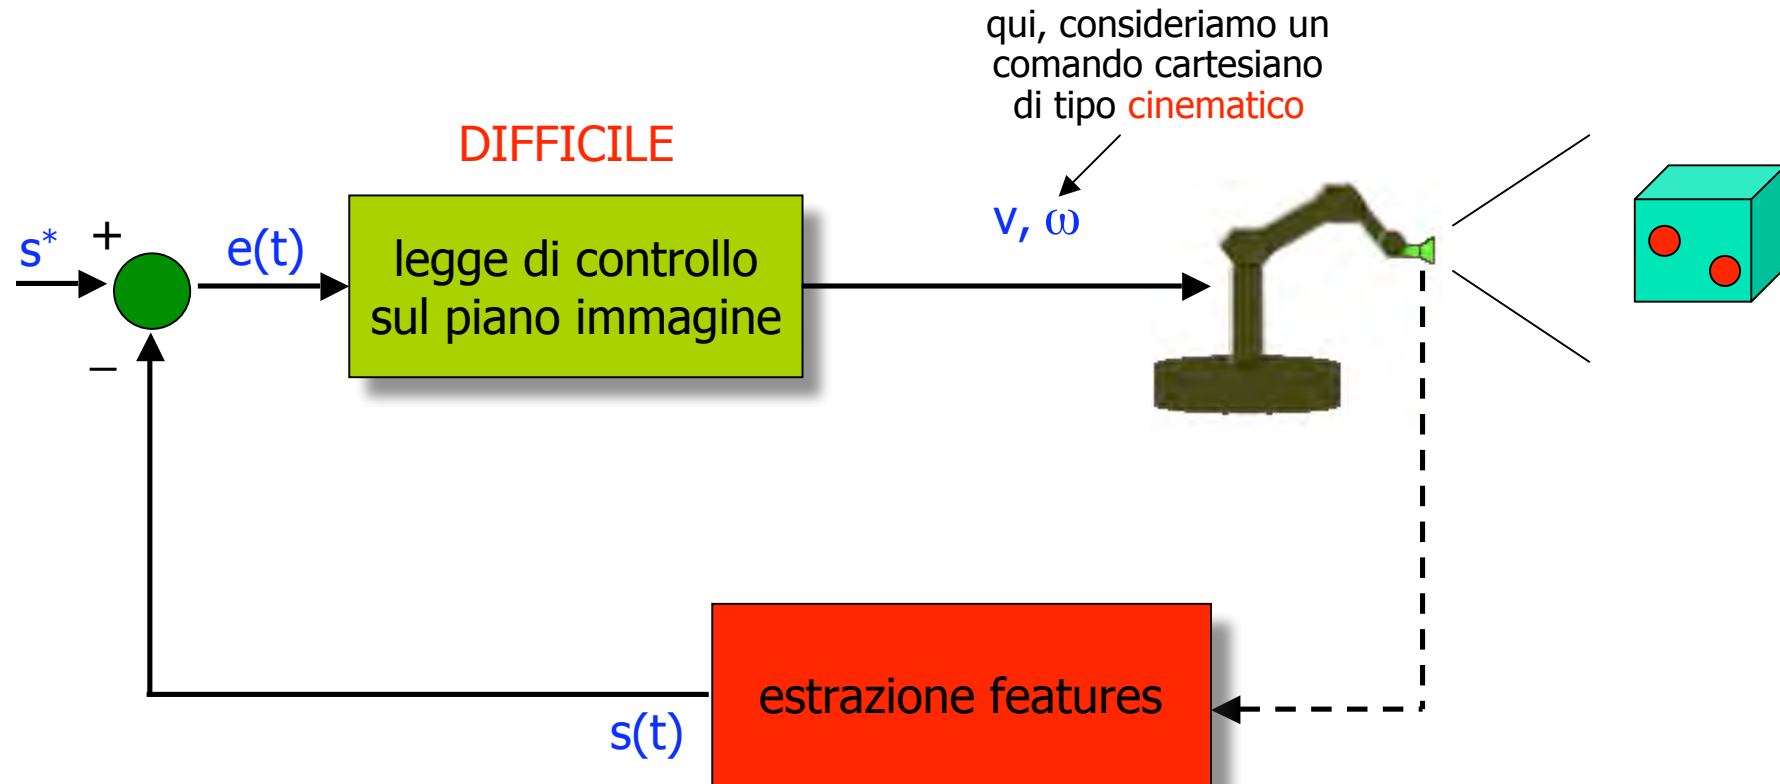 qui, consideriamo un
comando cartesiano
di tipo cinematico
DIFFICILE
v, ω
s* +
e(t)
legge di controllo
sul piano immagine
−
estrazione features
s(t)